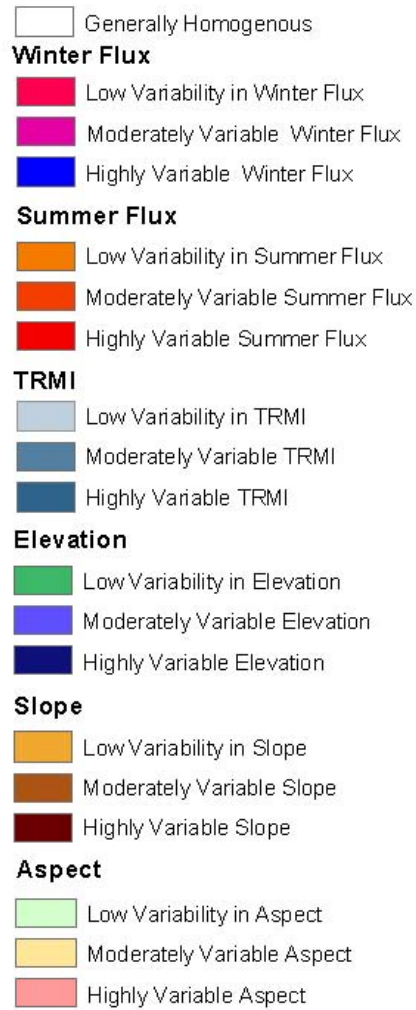 Generally Homogenous
Winter Flux
Low Variability in Winter Flux
Moderately Variable Winter Flux
Highly Variable Winter Flux
Summer Flux
Low Variability in Summer Flux
Moderately Variable Summer Flux
Highly Variable Summer Flux
TRMI
Low Variability in TRMI
Moderately Variable TRMI
Highly Variable TRMI
Elevation
Low Variability in Elevation
Moderately Variable Elevation
Highly Variable Elevation
Slope
Low Variability in Slope
Moderately Variable Slope
Highly Variable Slope
Aspect
Low Variability in Aspect
Moderately Variable Aspect
Highly Variable Aspect